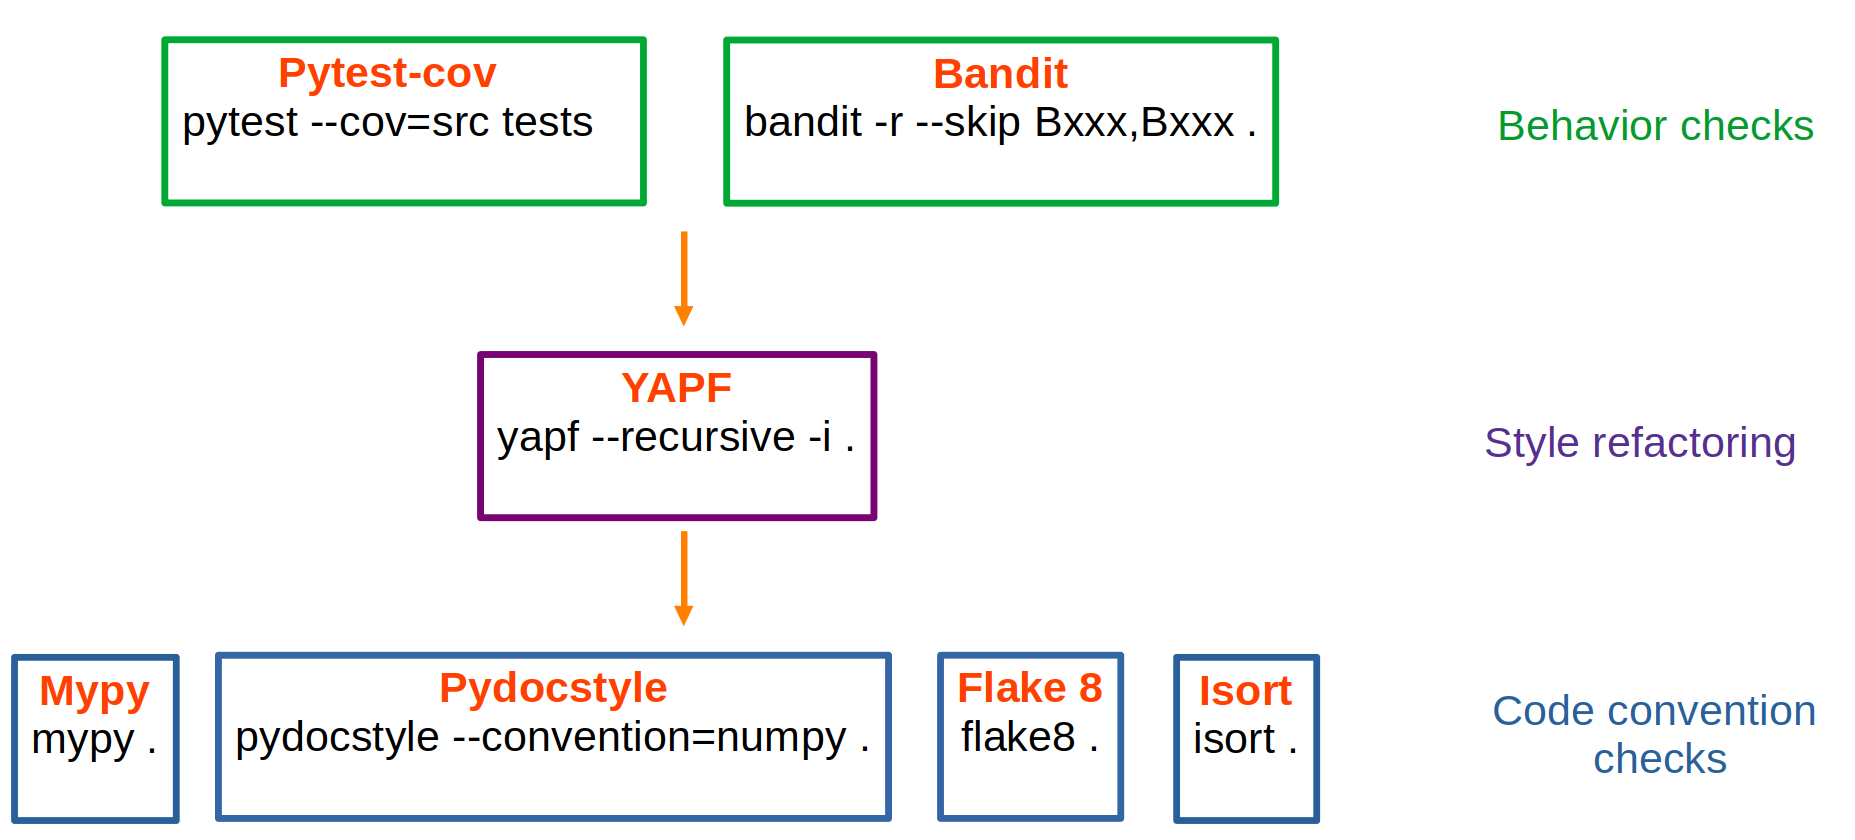 Pytest-cov
pytest --cov=src tests
Bandit
bandit -r --skip Bxxx,Bxxx .
Behavior checks
YAPF
yapf --recursive -i .
Style refactoring
Mypy
mypy .
Pydocstyle
pydocstyle --convention=numpy .
Flake 8
flake8 .
Isort
isort .
Code convention
checks